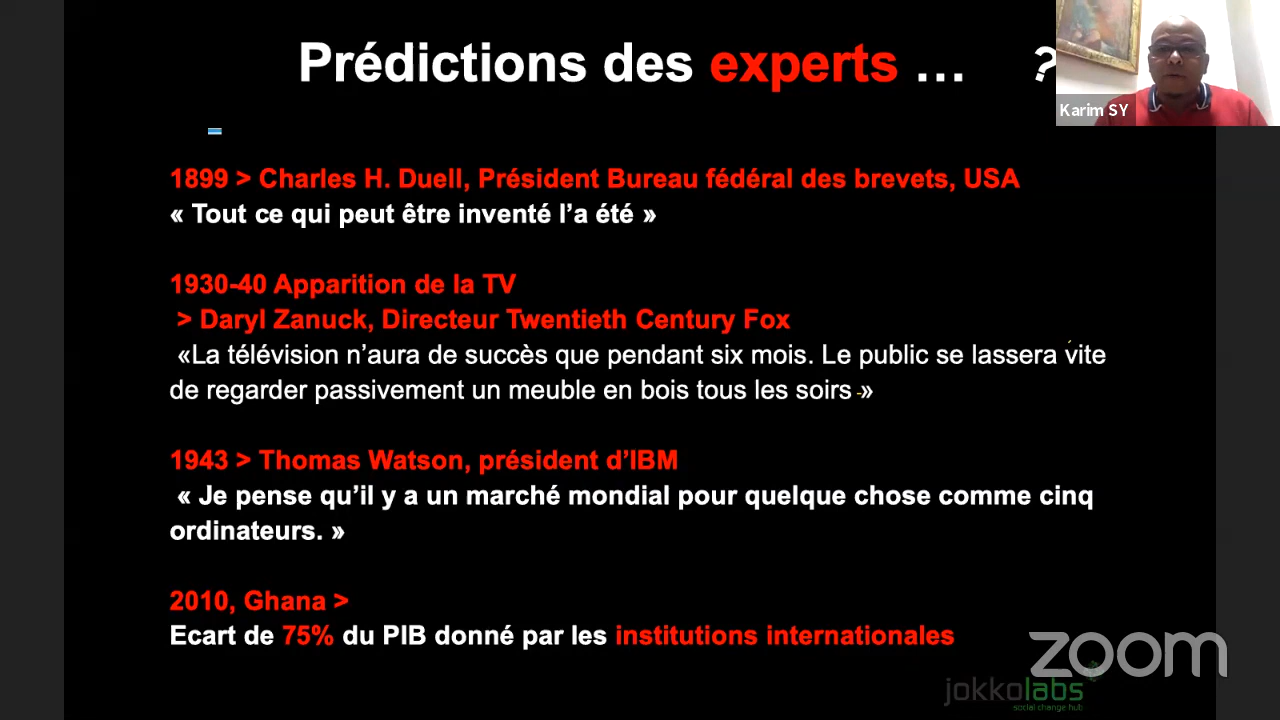 Prédictions des experts … ?
Karim SY
1899 > Charles H. Duell, Président Bureau fédéral des brevets, USA
« Tout ce qui peut être inventé l’a été »
1930-40 Apparition de la TV
> Daryl Zanuck, Directeur Twentieth Century Fox
«La télévision n’aura de succès que pendant six mois. Le public se lassera vite
de regarder passivement un meuble en bois tous les soirs »
1943 > Thomas Watson, président d’IBM
« Je pense qu’il y a un marché mondial pour quelque chose comme cinq
ordinateurs. »
2010, Ghana >
Ecart de 75% du PIB donné par les institutions internationales
zoom
jokkolabs
social change hub